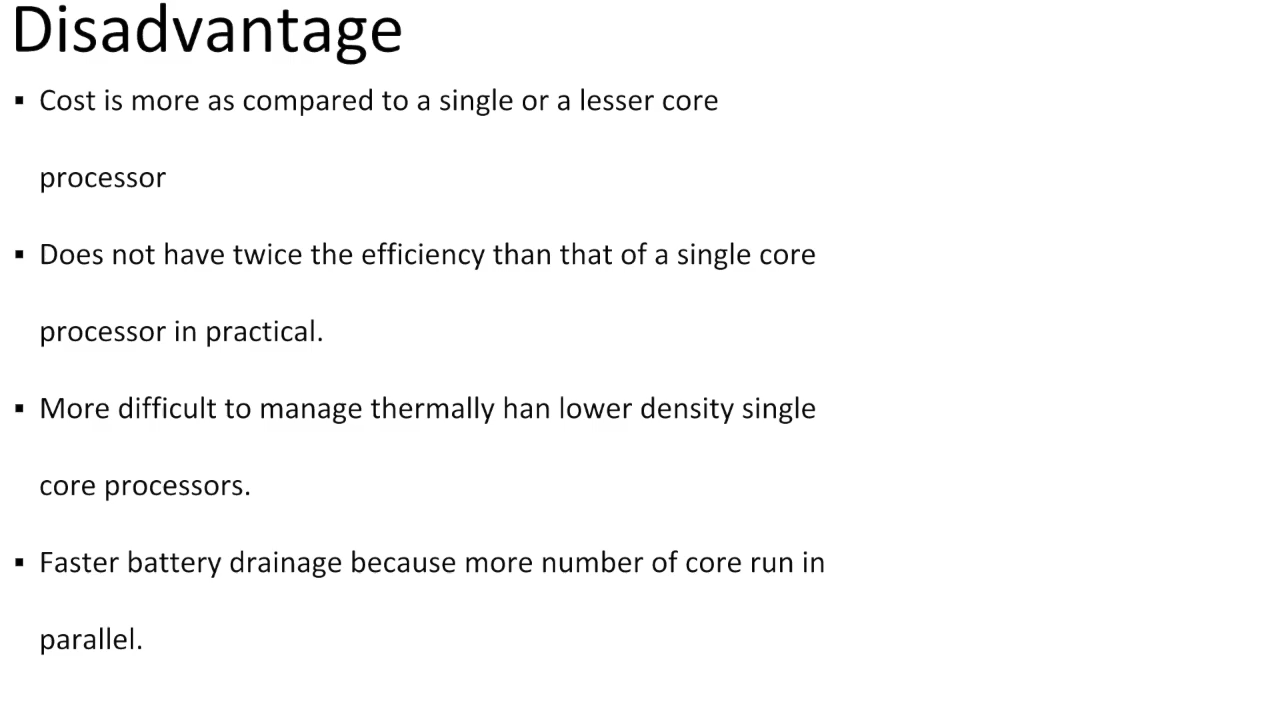 Disadvantage
▪ Cost is more as compared to a single or a lesser core
processor
▪ Does not have twice the efficiency than that of a single core
processor in practical.
▪ More difficult to manage thermally han lower density single
core processors.
▪ Faster battery drainage because more number of core run in
parallel.